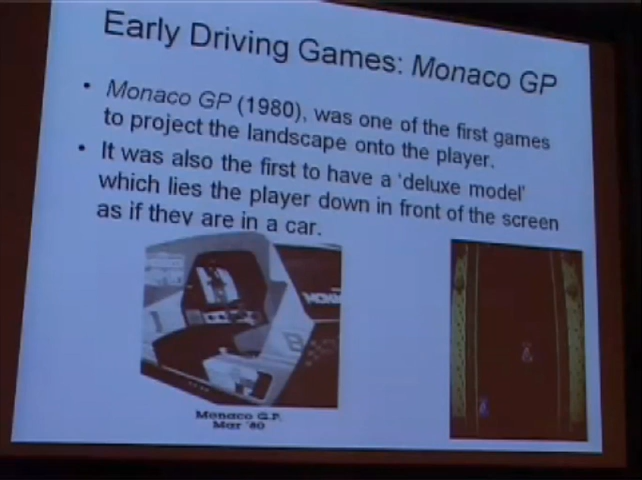 Early Driving Games: Monaco GP
• Monaco GP (1980), was one of the first games
to project the landscape onto the player.
• It was also the first to have a 'deluxe model'
which lies the player down in front of the screen
as if they are in a car.
Monaco G.P.
Mar '80